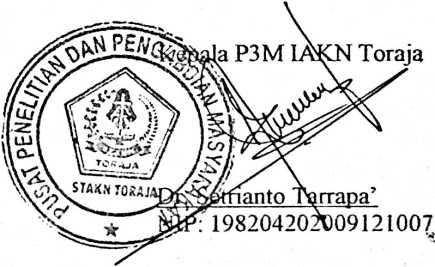 Kepala P3M IAKN Toraja
PUSAT PENELITIAN DAN PENGABDIAN MASYARAKAT
TORAJA
STAKN TORAJA
Dr. Setrianto Tarrapa’
NIP: 198204202009121007